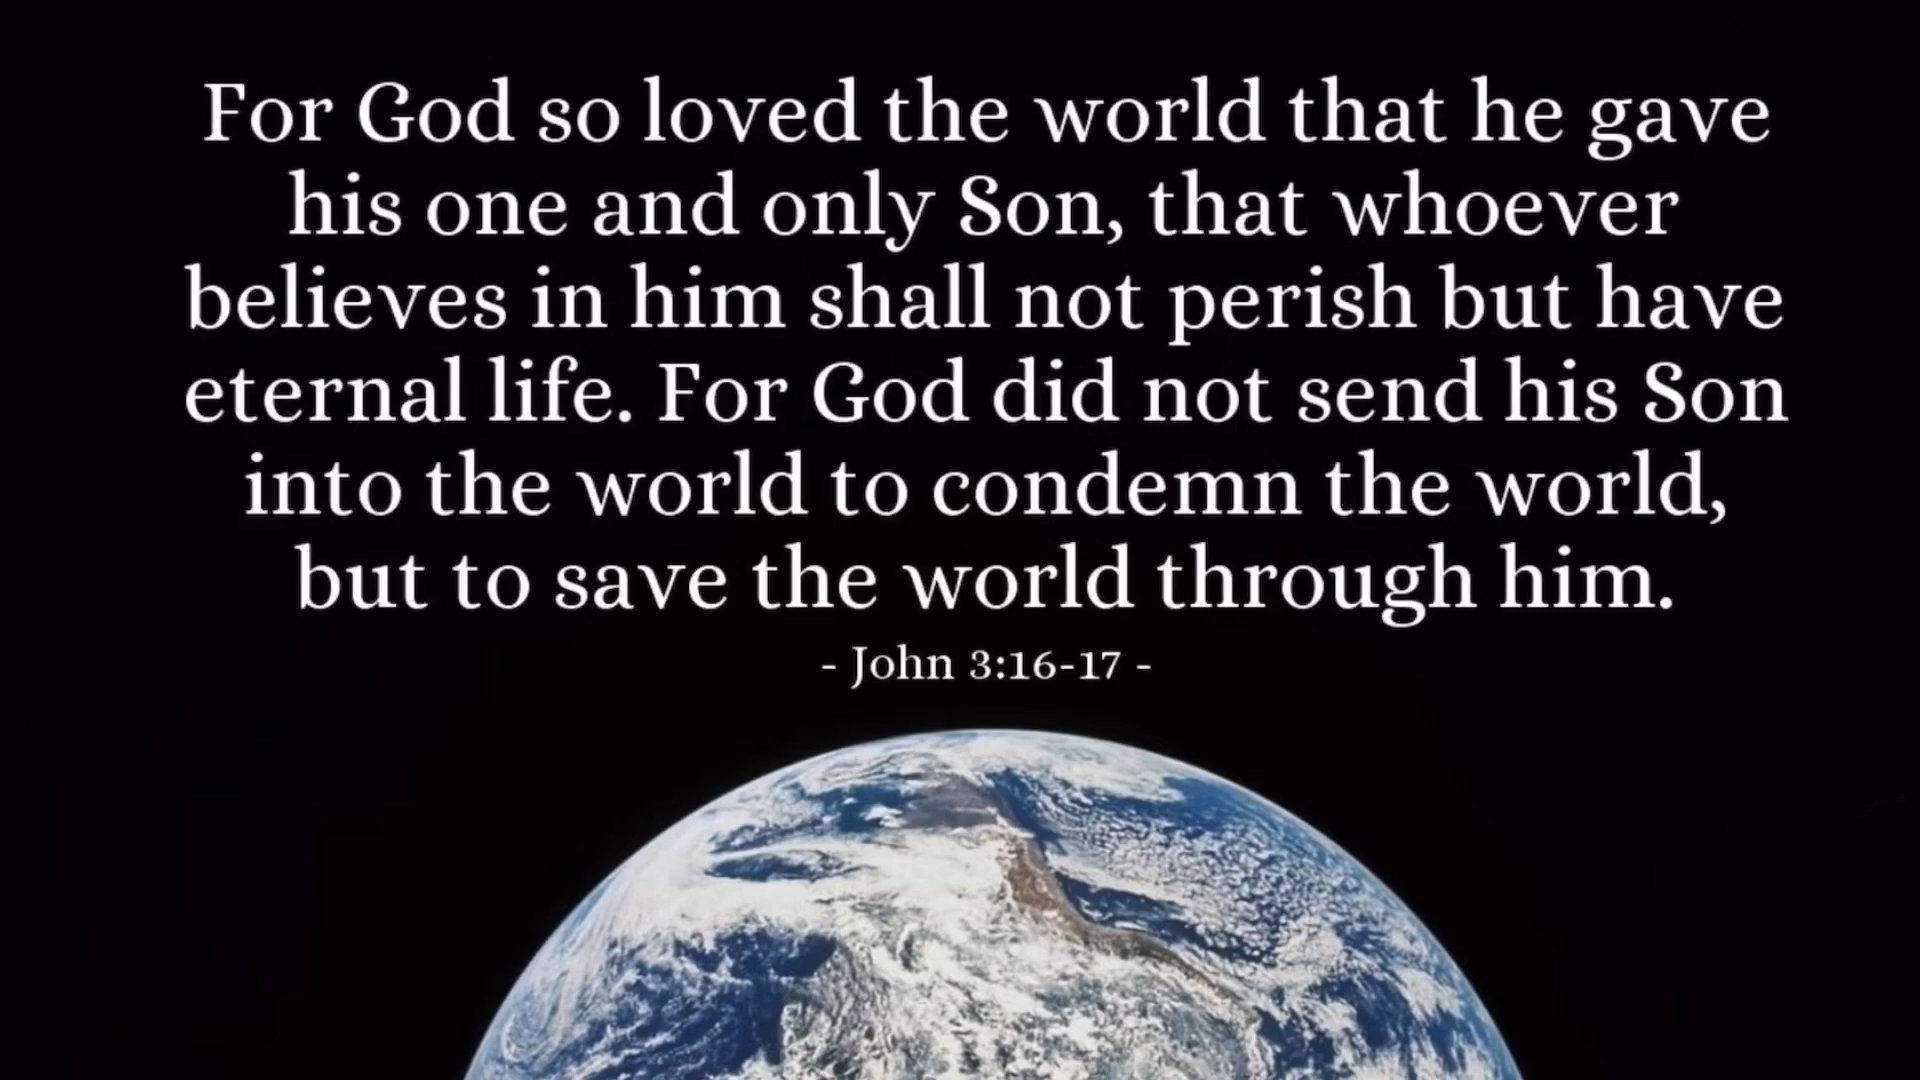 For God so loved the world that he gave
his one and only Son, that whoever
believes in him shall not perish but have
eternal life. For God did not send his Son
into the world to condemn the world,
but to save the world through him.
- John 3:16-17 -